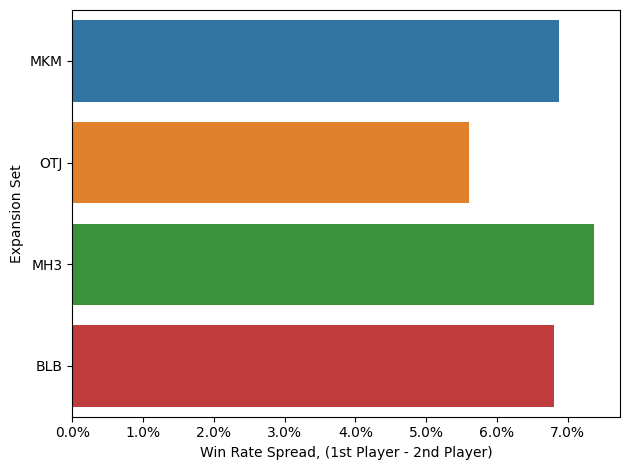 MKM
OTJ
MH3
BLB
Expansion Set
0.0% 1.0% 2.0% 3.0% 4.0% 5.0% 6.0% 7.0%
Win Rate Spread, (1st Player - 2nd Player)